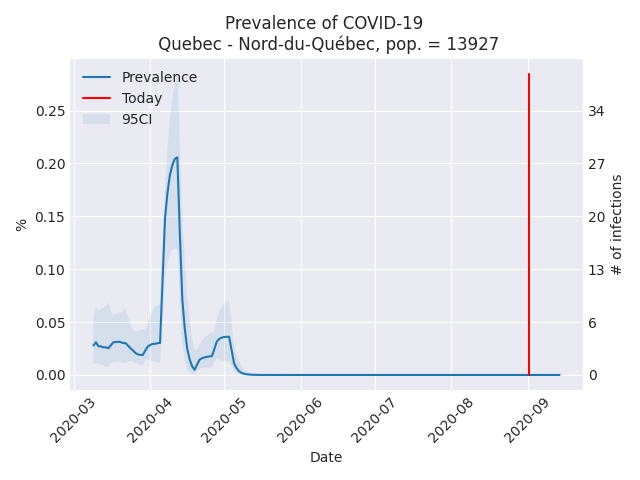 Prevalence of COVID-19
Quebec - Nord-du-Québec, pop. = 13927
Prevalence
Today
95CI
0.25
0.20
0.15
0.10
0.05
0.00
%
34
27
20
13
6
0
# of infections
2020-03
2020-04
2020-05
2020-06
2020-07
2020-08
2020-09
Date